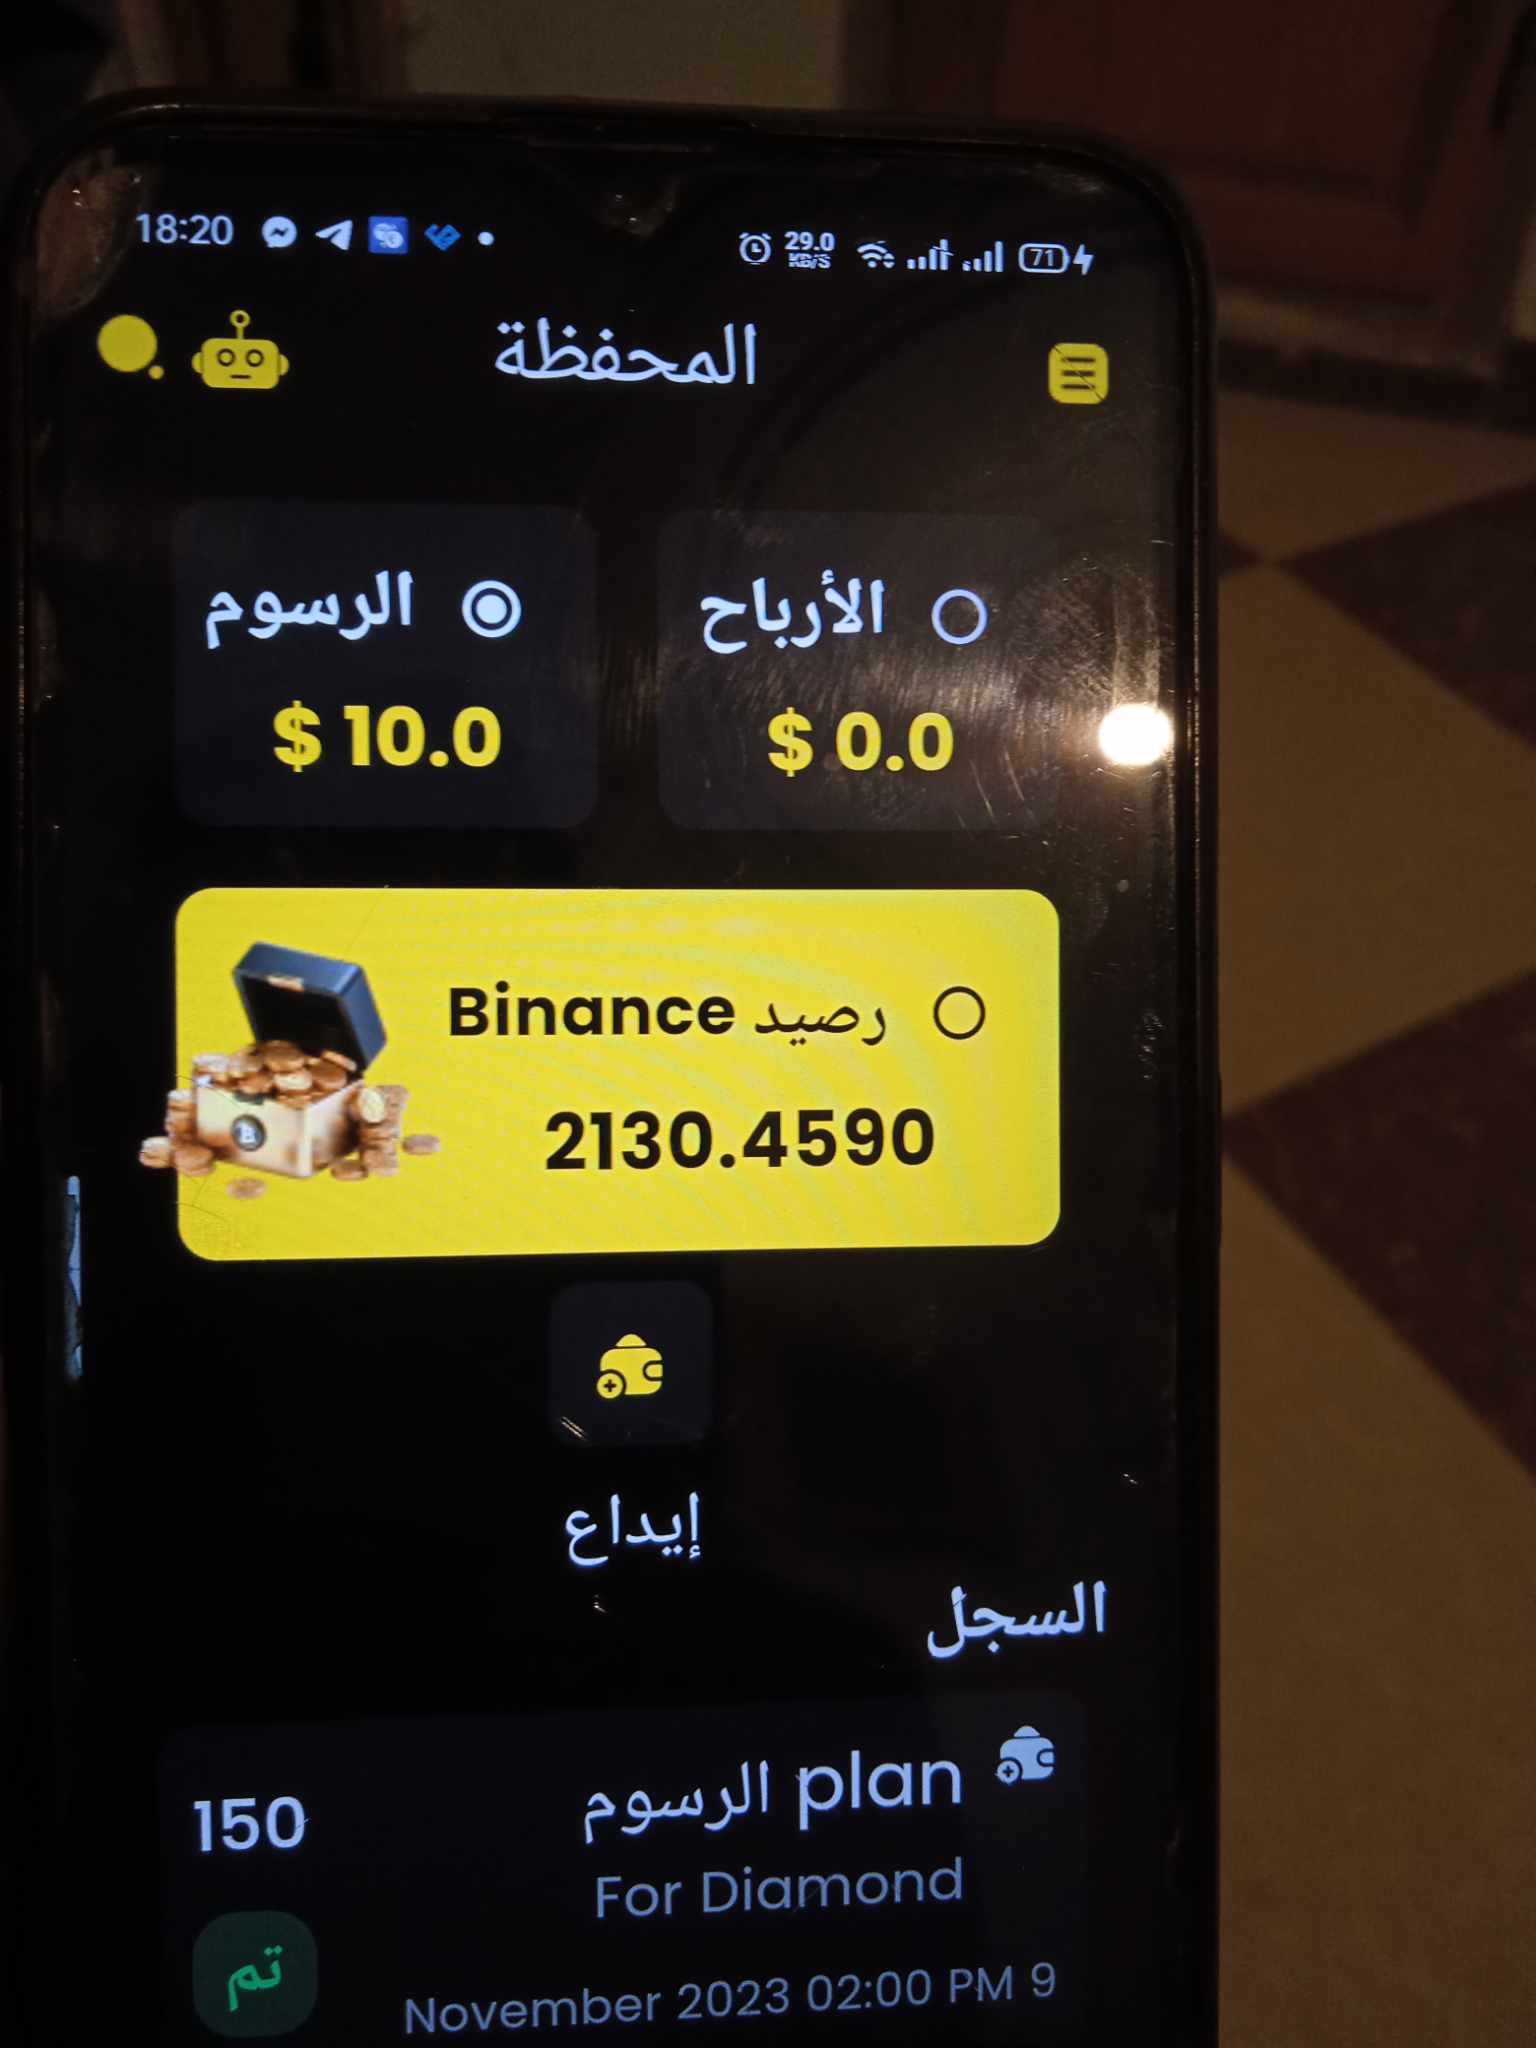 18:20 29.0 KB/S 71
المحفظة
الأرباح
$ 0.0
الرسوم
$ 10.0
رصيد Binance
2130.4590
إيداع
السجل
الرسوم plan
150
For Diamond
تم
November 2023 02:00 PM 9